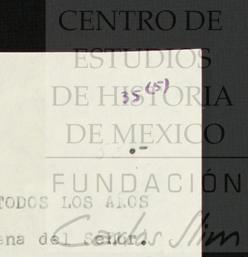 CENTRO DE
ESTUDIOS
DE HISTORIA
DE MEXICO
35(5)
.-
FUNDACIÓN
TODOS LOS AÑOS
Carlos Slim
ena del Señor.